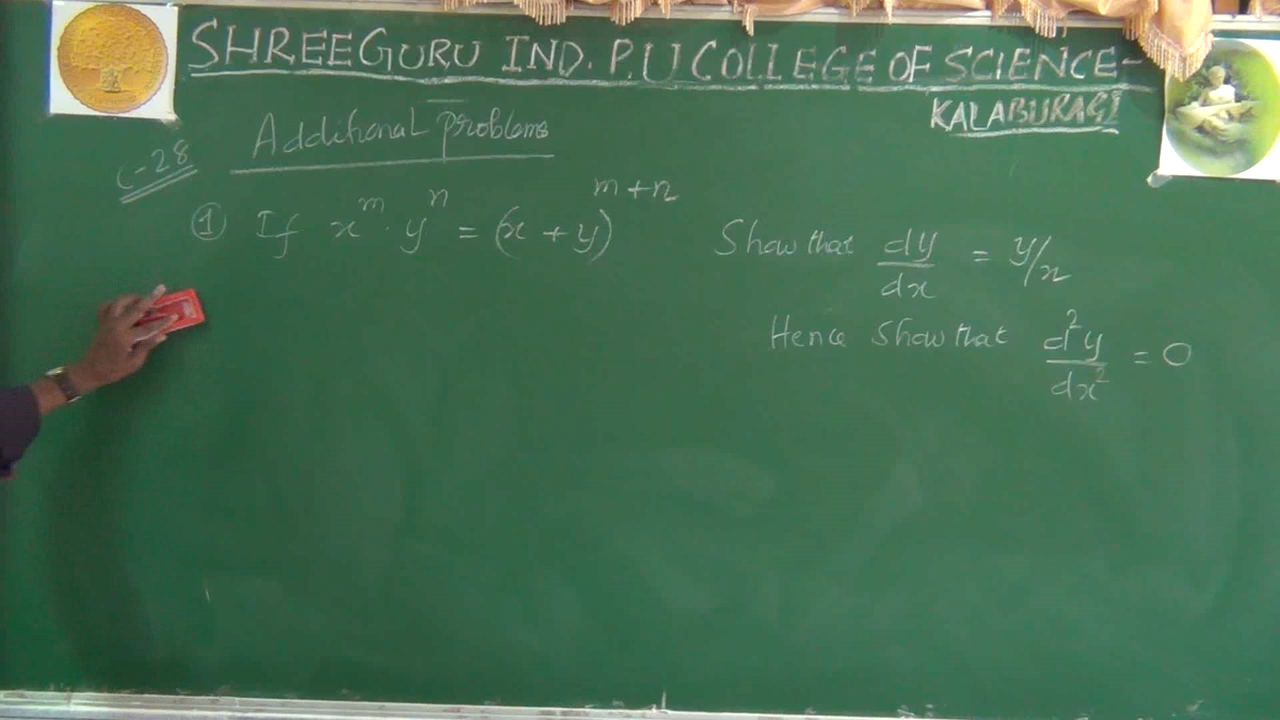 SHREEGURU IND. P.U COLLEGE OF SCIENCE-
KALABURAGI
C-28 Additional problems
① If x^m · y^n = (x + y)^{m+n} Show that dy/dx = y/x
Hence show that d²y/dx² = 0